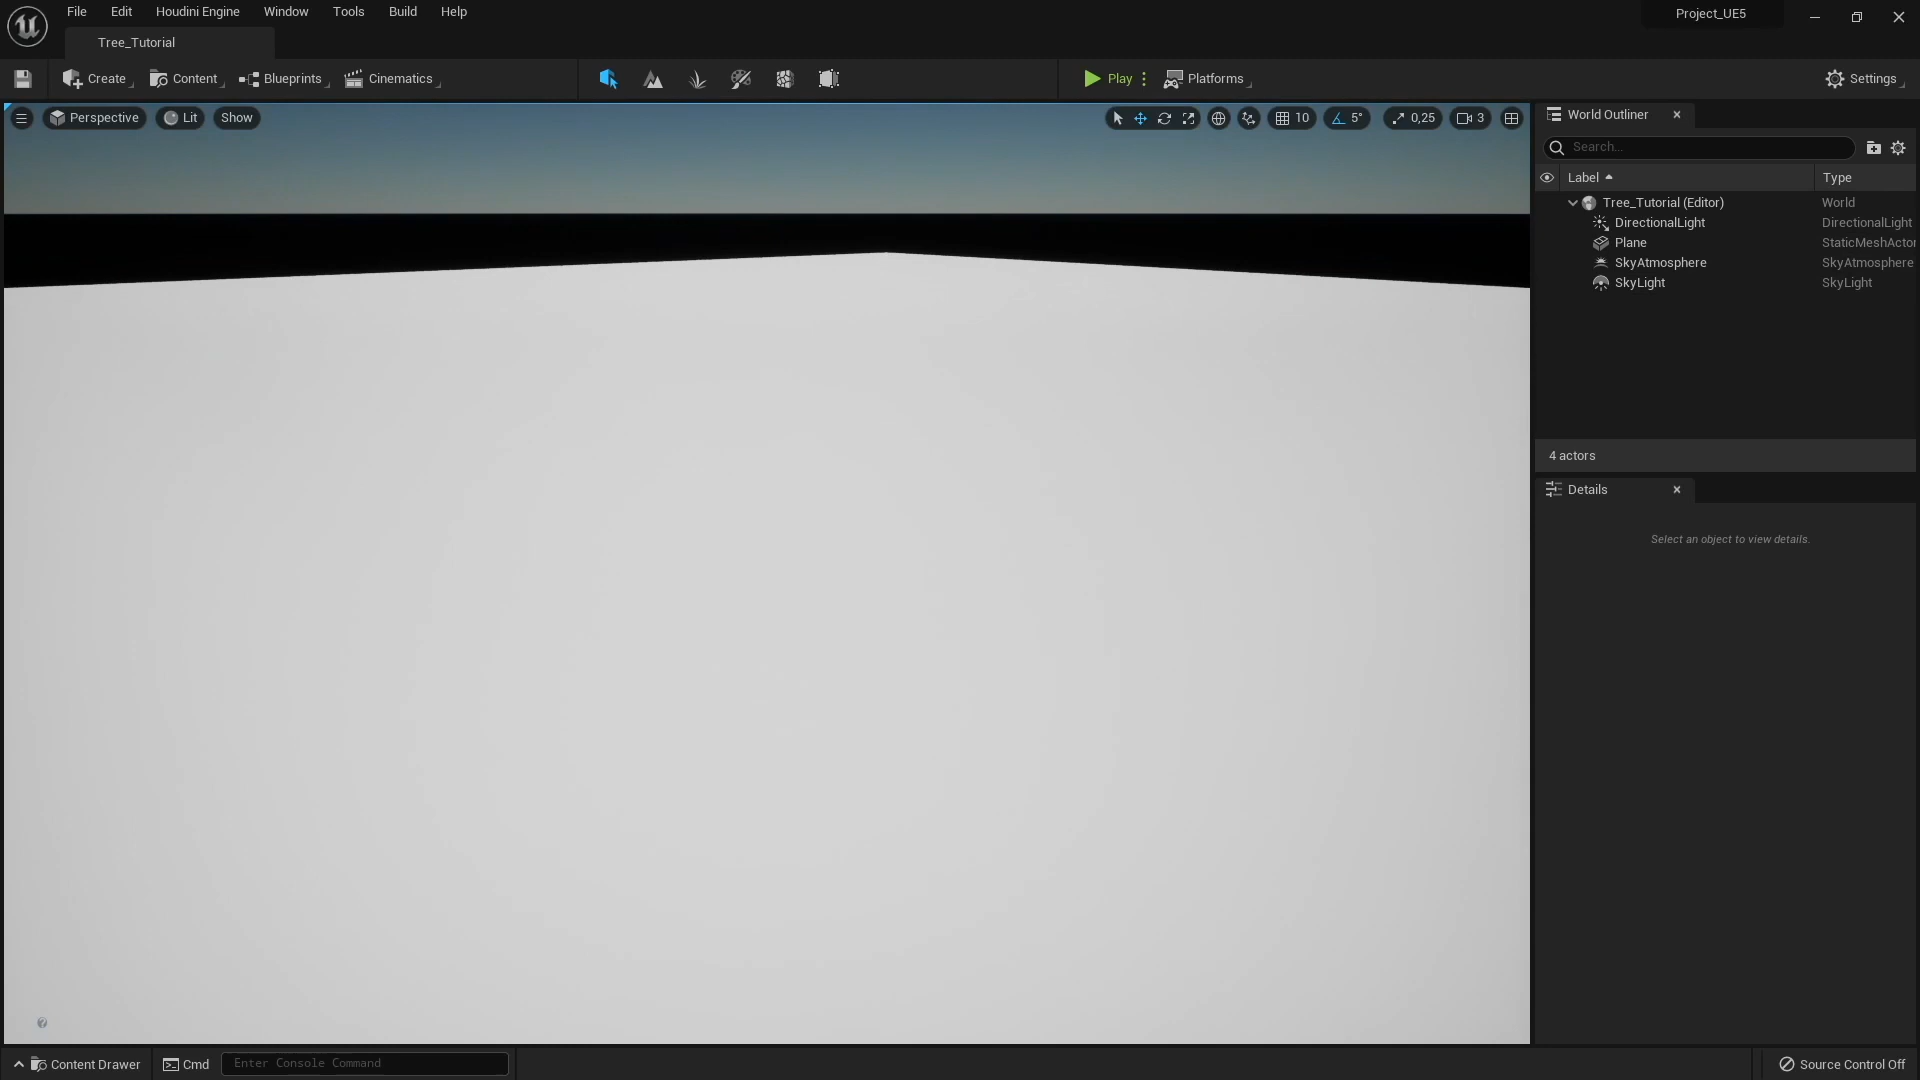 File Edit Houdini Engine Window Tools Build Help
Project_UE5
Tree_Tutorial
Create Content Blueprints Cinematics
Play Platforms
Settings
Perspective Lit Show
10 5° 0,25 3
World Outliner
Search...
Label Type
Tree_Tutorial (Editor) World
DirectionalLight DirectionalLight
Plane StaticMeshActor
SkyAtmosphere SkyAtmosphere
SkyLight SkyLight
4 actors
Details
Select an object to view details.
Content Drawer Cmd Enter Console Command
Source Control Off